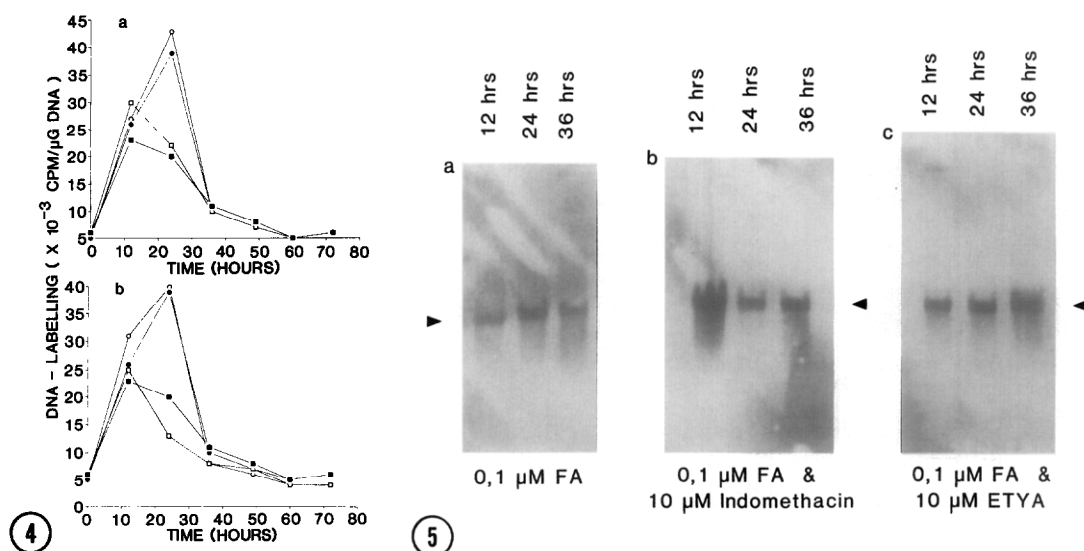 a
45
40
35
30
25
20
15
10
5
0 10 20 30 40 50 60 70 80
TIME (HOURS)
DNA - LABELLING ( X 10⁻³ CPM/μG DNA)
b
40
35
30
25
20
15
10
5
0
0 10 20 30 40 50 60 70 80
TIME (HOURS)
4
12 hrs
24 hrs
36 hrs
a
0,1 μM FA
12 hrs
24 hrs
36 hrs
b
0,1 μM FA &
10 μM Indomethacin
12 hrs
24 hrs
36 hrs
c
0,1 μM FA &
10 μM ETYA
5